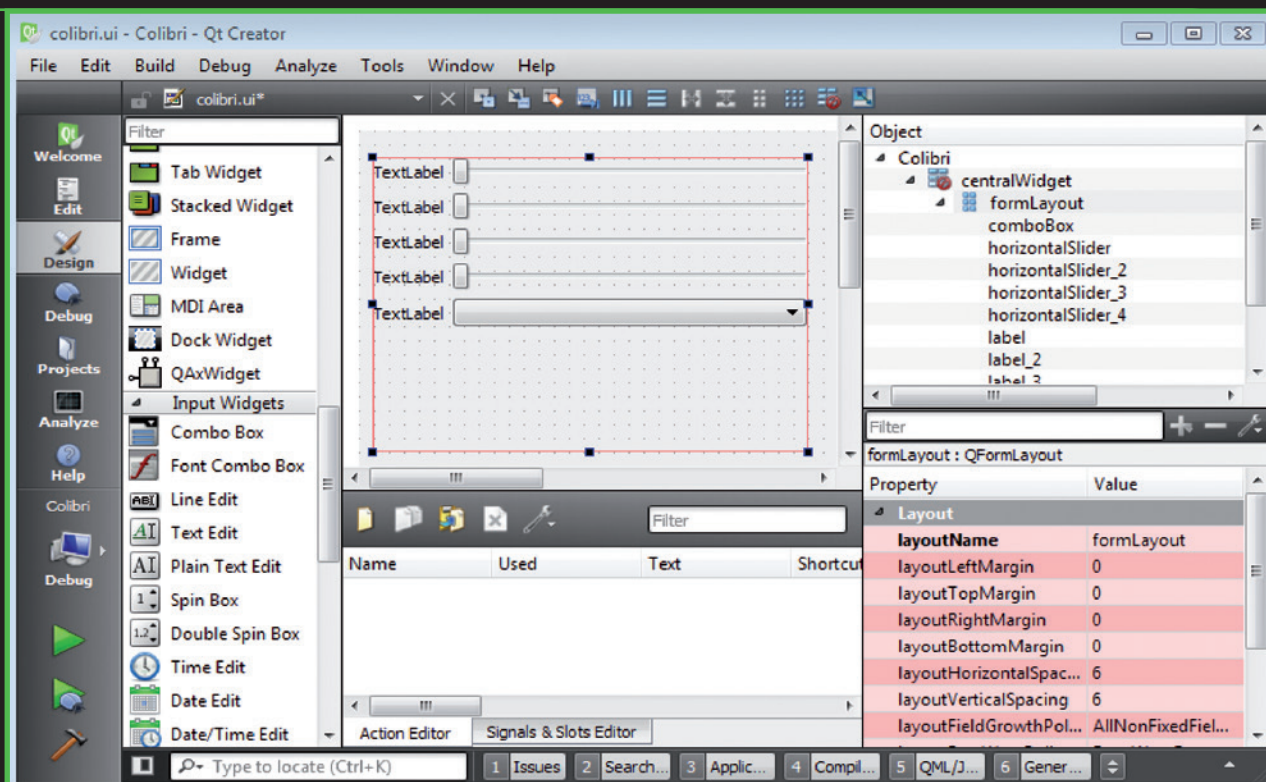 colibri.ui - Colibri - Qt Creator
File Edit Build Debug Analyze Tools Window Help
colibri.ui*
Welcome
Edit
Design
Debug
Projects
Analyze
Help
Colibri
Debug
Filter
Tab Widget
Stacked Widget
Frame
Widget
MDI Area
Dock Widget
QAxWidget
Input Widgets
Combo Box
Font Combo Box
Line Edit
Text Edit
Plain Text Edit
Spin Box
Double Spin Box
Time Edit
Date Edit
Date/Time Edit
TextLabel
TextLabel
TextLabel
TextLabel
TextLabel
Filter
Name Used Text Shortcut
Action Editor Signals & Slots Editor
Object
Colibri
centralWidget
formLayout
comboBox
horizontalSlider
horizontalSlider_2
horizontalSlider_3
horizontalSlider_4
label
label_2
label_3
Filter
formLayout : QFormLayout
Property Value
Layout
layoutName formLayout
layoutLeftMargin 0
layoutTopMargin 0
layoutRightMargin 0
layoutBottomMargin 0
layoutHorizontalSpac... 6
layoutVerticalSpacing 6
layoutFieldGrowthPol... AllNonFixedFiel...
Type to locate (Ctrl+K)
1 Issues 2 Search... 3 Applic... 4 Compil... 5 QML/J... 6 Gener...